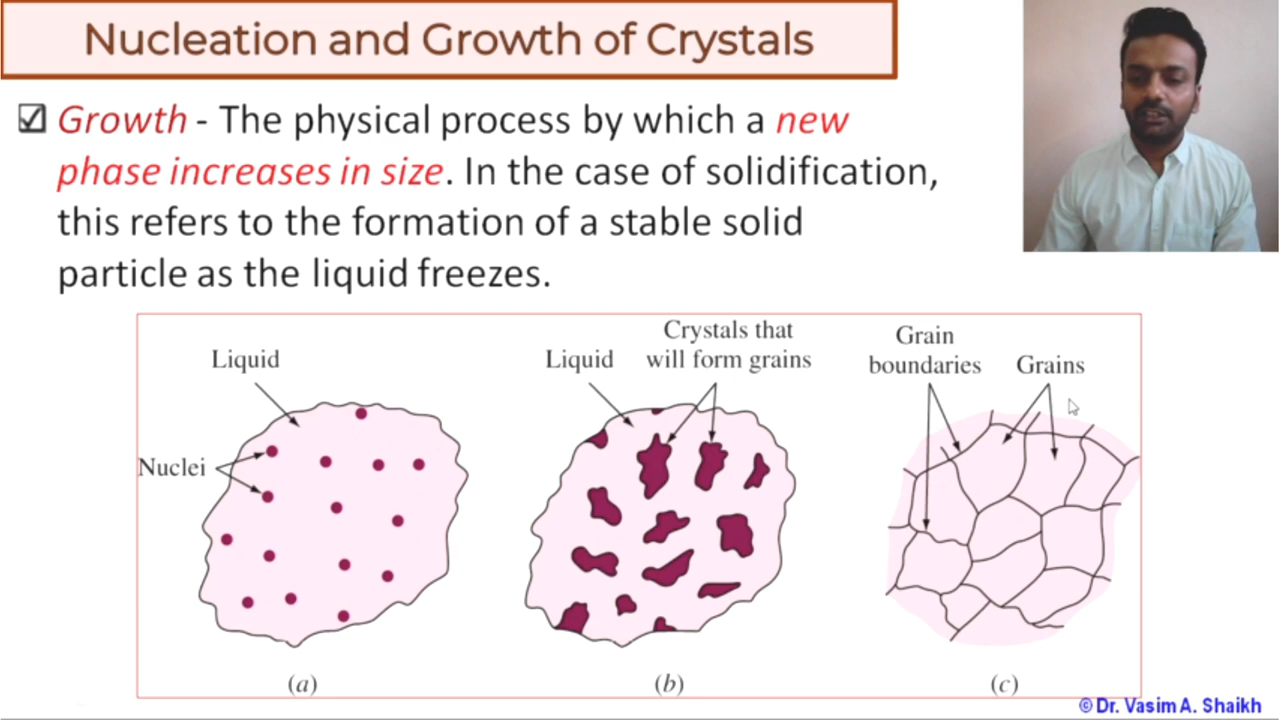 Nucleation and Growth of Crystals
☑ Growth - The physical process by which a new
phase increases in size. In the case of solidification,
this refers to the formation of a stable solid
particle as the liquid freezes.
Liquid
Nuclei
(a)
Liquid
Crystals that
will form grains
(b)
Grain
boundaries
Grains
(c)
© Dr. Vasim A. Shaikh